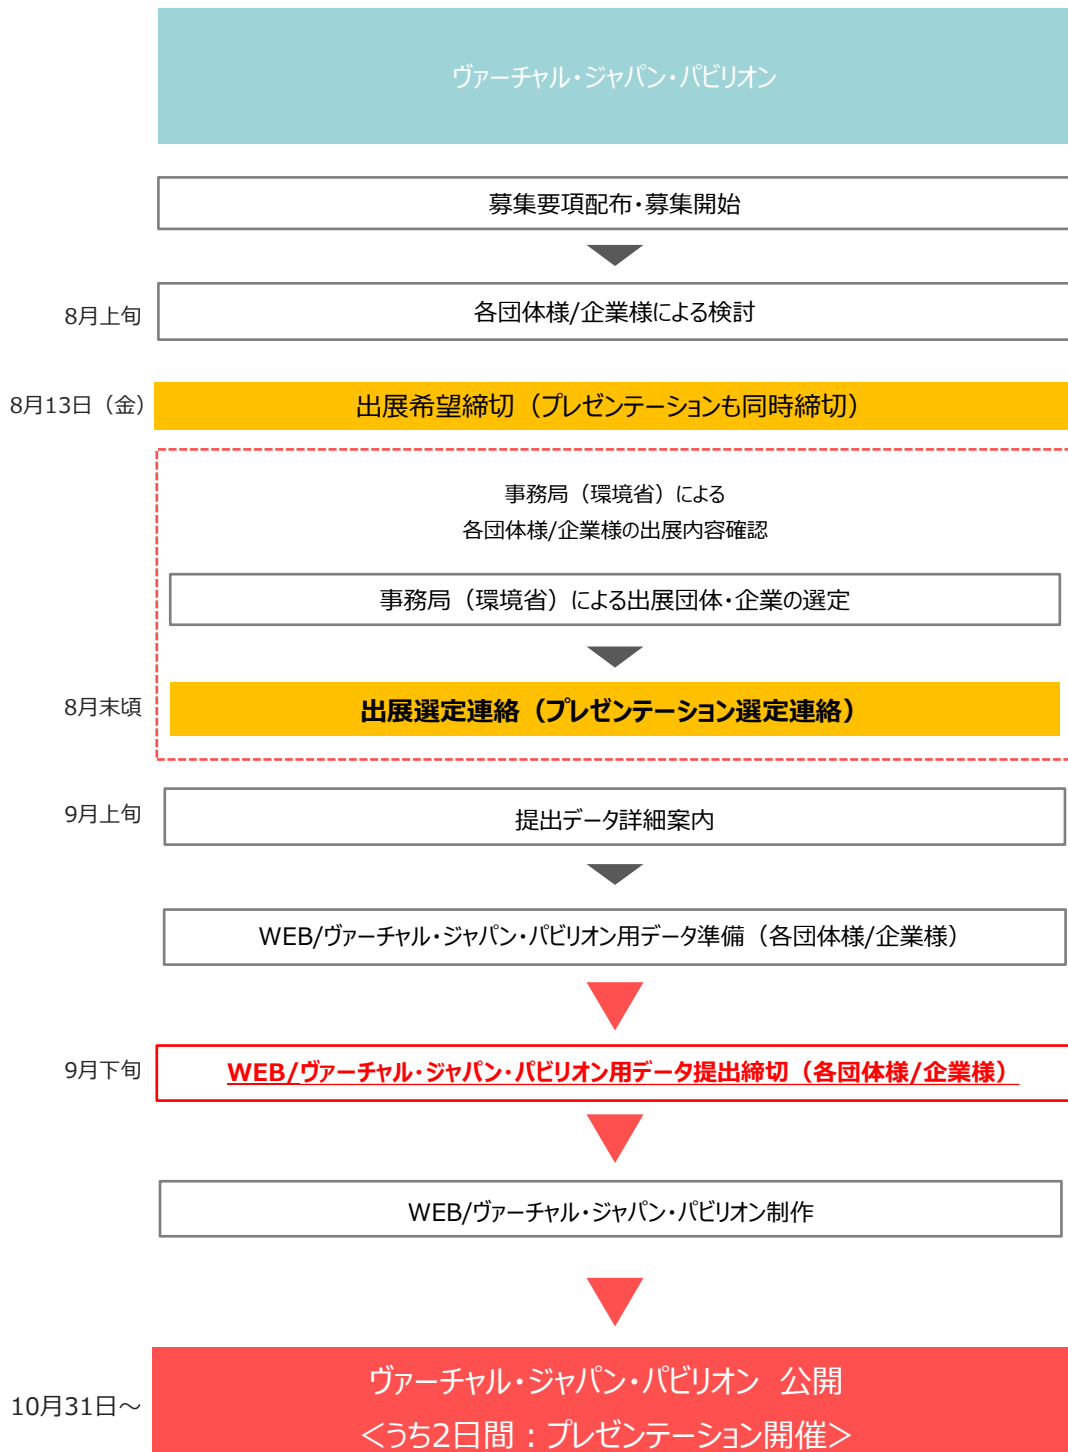 ヴァーチャル・ジャパン・パビリオン
募集要項配布・募集開始
8月上旬
各団体様/企業様による検討
8月13日（金）
出展希望締切（プレゼンテーションも同時締切）
事務局（環境省）による
各団体様/企業様の出展内容確認
事務局（環境省）による出展団体・企業の選定
8月末頃
出展選定連絡（プレゼンテーション選定連絡）
9月上旬
提出データ詳細案内
WEB/ヴァーチャル・ジャパン・パビリオン用データ準備（各団体様/企業様）
9月下旬
WEB/ヴァーチャル・ジャパン・パビリオン用データ提出締切（各団体様/企業様）
WEB/ヴァーチャル・ジャパン・パビリオン制作
10月31日～
ヴァーチャル・ジャパン・パビリオン 公開
＜うち2日間：プレゼンテーション開催＞